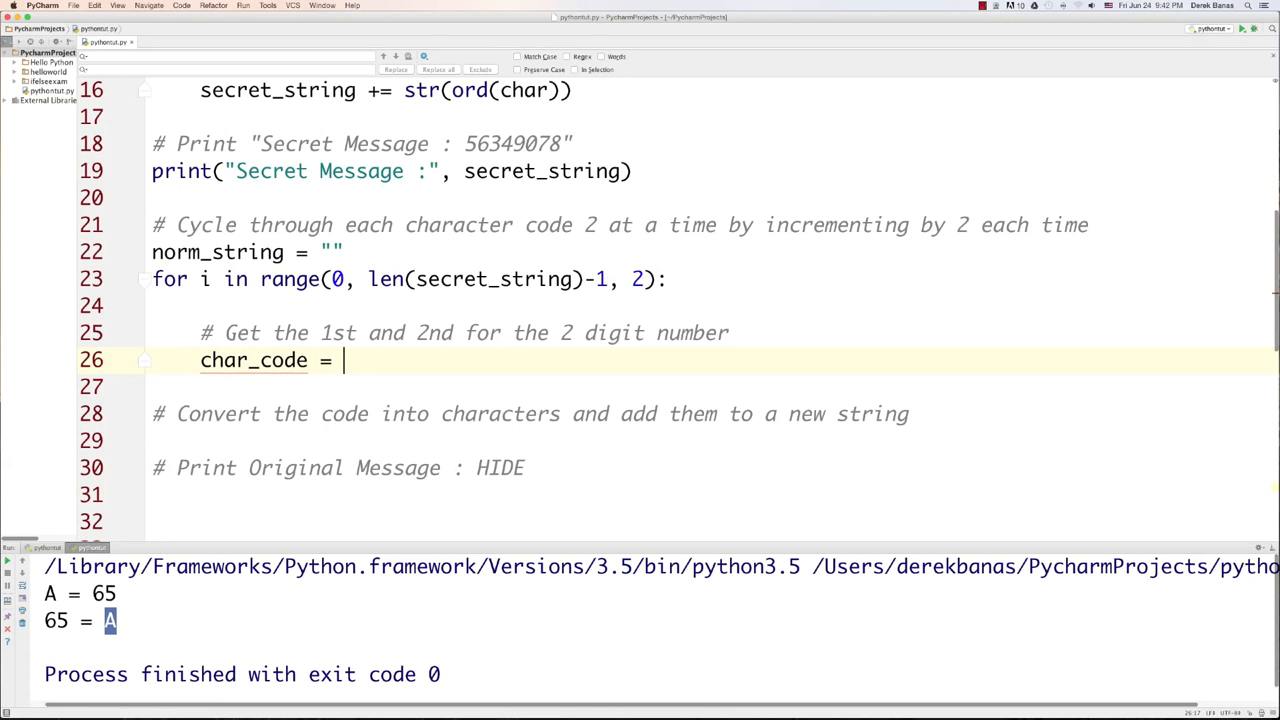 PyCharm File Edit View Navigate Code Refactor Run Tools VCS Window Help Fri Jun 24 9:42 PM Derek Banas
pythontut.py - PycharmProjects - [~/PycharmProjects]
PycharmProjects pythontut.py pythontut
pythontut.py
PycharmProject
Hello Python
helloworld
ifelseexam
pythontut.py
External Librarie
Match Case Regex Words
Replace Replace all Exclude Preserve Case In Selection
16 secret_string += str(ord(char))
17
18 # Print "Secret Message : 56349078"
19 print("Secret Message :", secret_string)
20
21 # Cycle through each character code 2 at a time by incrementing by 2 each time
22 norm_string = ""
23 for i in range(0, len(secret_string)-1, 2):
24
25 # Get the 1st and 2nd for the 2 digit number
26 char_code =
27
28 # Convert the code into characters and add them to a new string
29
30 # Print Original Message : HIDE
31
32
Run: pythontut pythontut
/Library/Frameworks/Python.framework/Versions/3.5/bin/python3.5 /Users/derekbanas/PycharmProjects/pytho
A = 65
65 = A
Process finished with exit code 0
26:17 LF≑ UTF-8≑